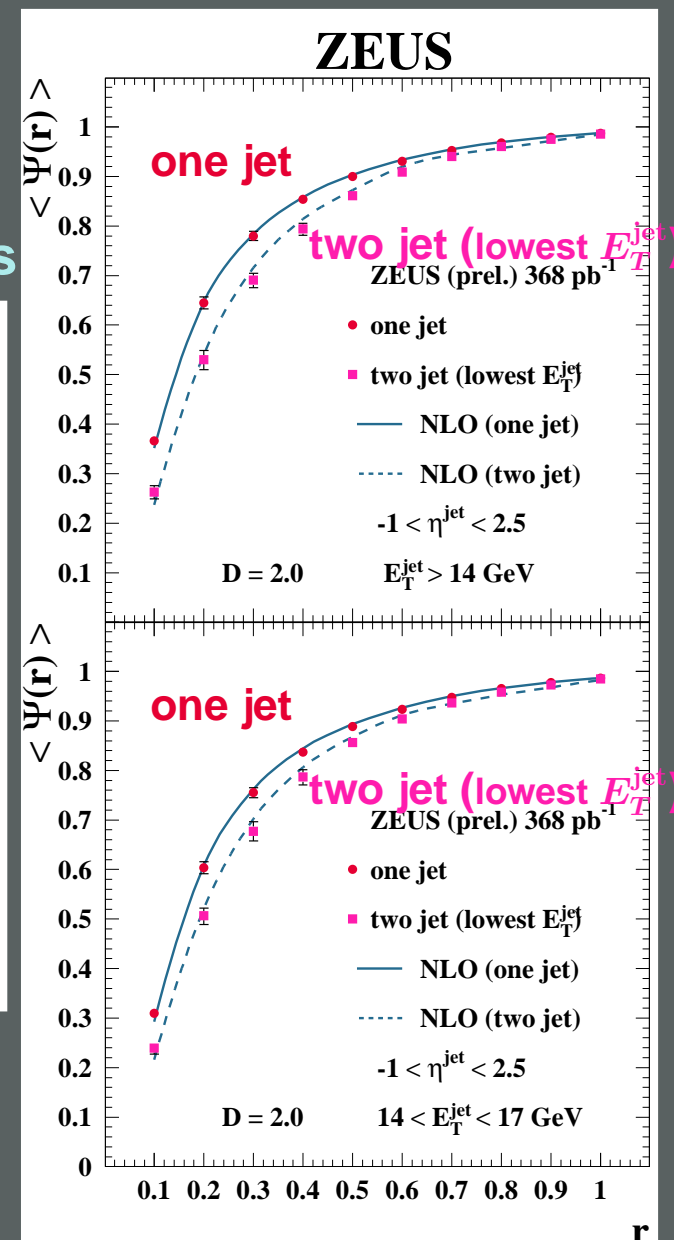 ZEUS
< Ψ(r) >
1
0.9
0.8
0.7
0.6
0.5
0.4
0.3
0.2
0.1
one jet
two jet (lowest E_T^jet)
s
ZEUS (prel.) 368 pb^-1
one jet
two jet (lowest E_T^jet)
NLO (one jet)
NLO (two jet)
-1 < η^jet < 2.5
D = 2.0 E_T^jet > 14 GeV
< Ψ(r) >
1
0.9
0.8
0.7
0.6
0.5
0.4
0.3
0.2
0.1
0
one jet
two jet (lowest E_T^jet)
ZEUS (prel.) 368 pb^-1
one jet
two jet (lowest E_T^jet)
NLO (one jet)
NLO (two jet)
-1 < η^jet < 2.5
D = 2.0 14 < E_T^jet < 17 GeV
0.1 0.2 0.3 0.4 0.5 0.6 0.7 0.8 0.9 1
r